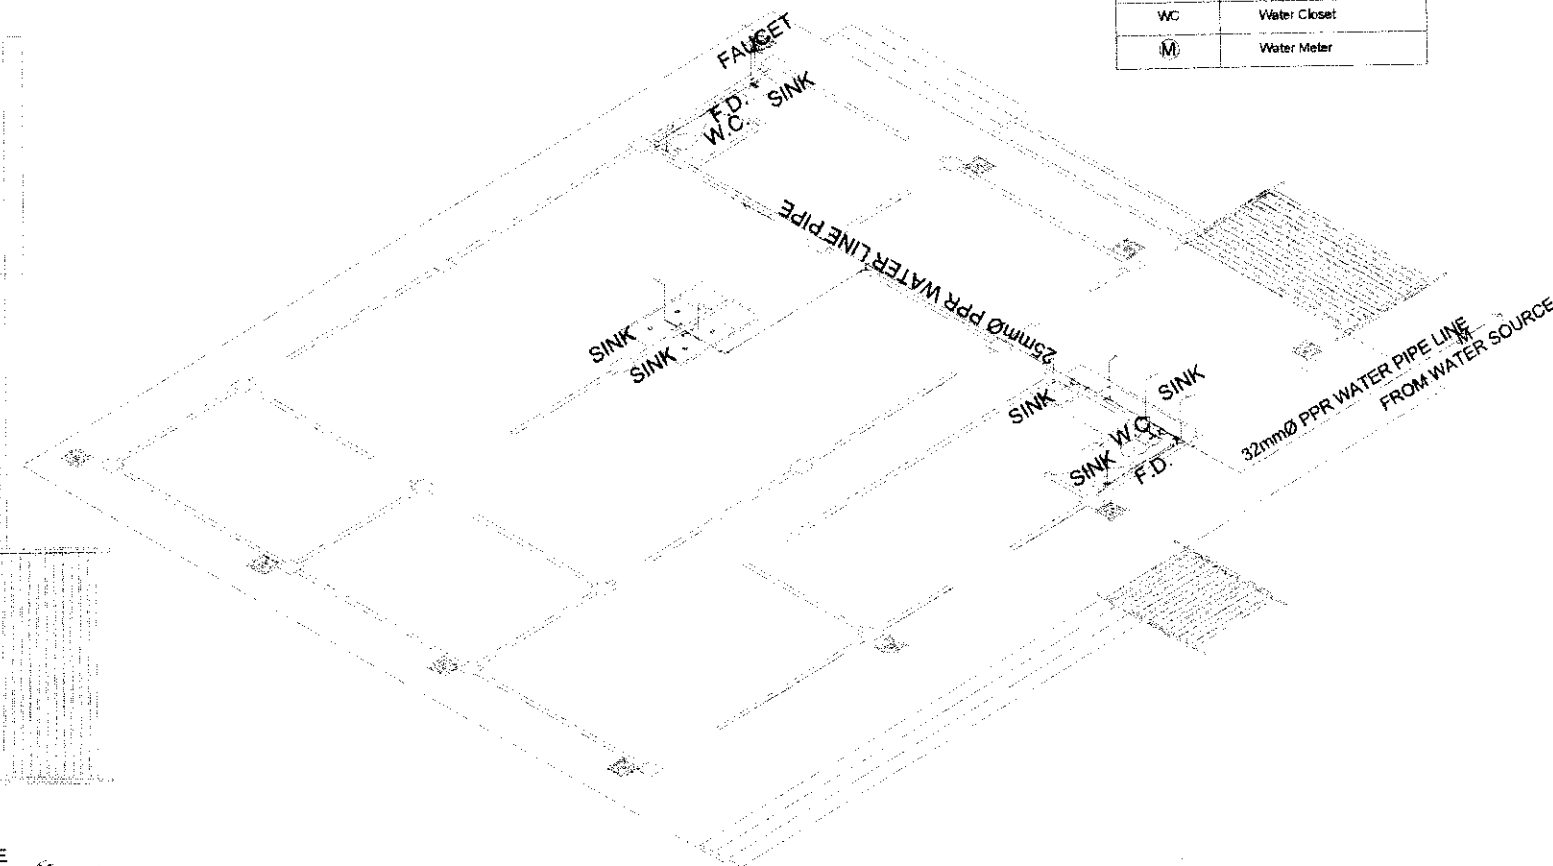 WC Water Closet
M Water Meter
FAUCET
F.D.
SINK
W.C.
25mmØ PPR WATER LINE PIPE
SINK
SINK
SINK
SINK
W.C.
SINK
F.D.
32mmØ PPR WATER PIPE LINE
M
FROM WATER SOURCE